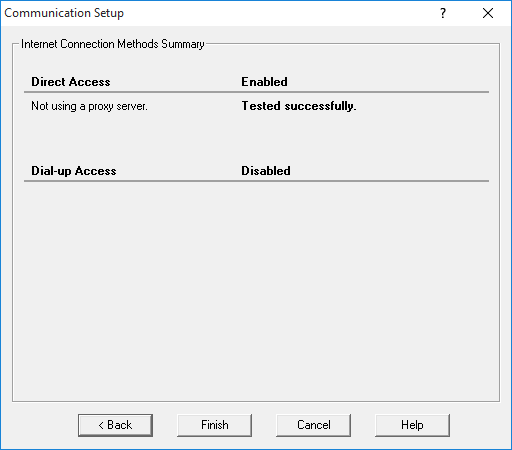 Communication Setup ?
Internet Connection Methods Summary
Direct Access Enabled
Not using a proxy server. Tested successfully.
Dial-up Access Disabled
< Back Finish Cancel Help